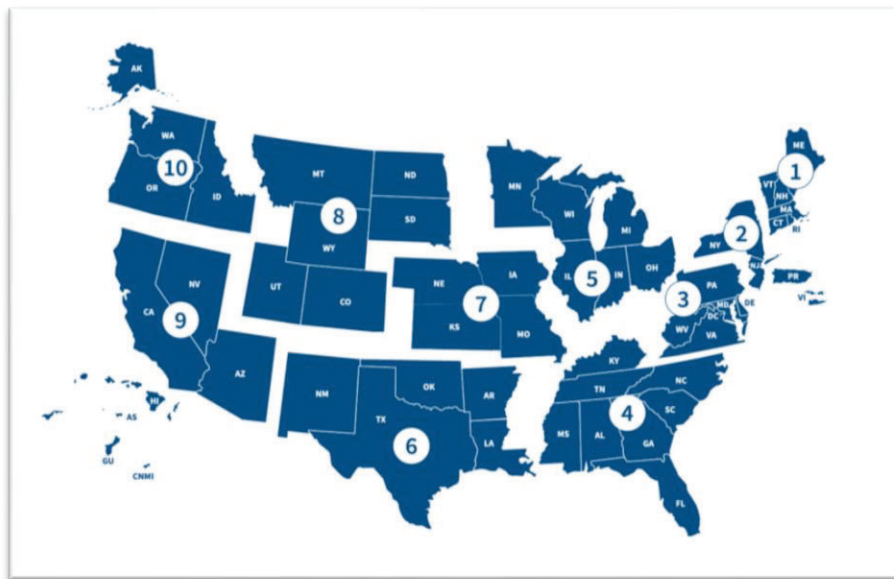 AK
WA
10
OR
ID
MT
ND
8
SD
WY
MN
WI
MI
ME
1
VT
NH
MA
CT
RI
2
NY
NJ
PR
VI
3
PA
MD
DE
DC
WV
VA
IL
5
IN
OH
NE
IA
7
KS
MO
UT
CO
NV
CA
9
AZ
HI
AS
GU
CNMI
NM
OK
TX
6
AR
LA
KY
TN
NC
4
SC
MS
AL
GA
FL